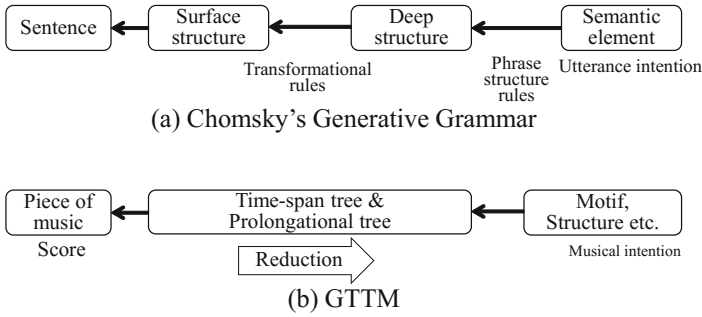 Sentence
Surface
structure
Deep
structure
Semantic
element
Transformational
rules
Phrase
structure
rules
Utterance intention
(a) Chomsky's Generative Grammar
Piece of
music
Time-span tree &
Prolongational tree
Motif,
Structure etc.
Score
Reduction
Musical intention
(b) GTTM